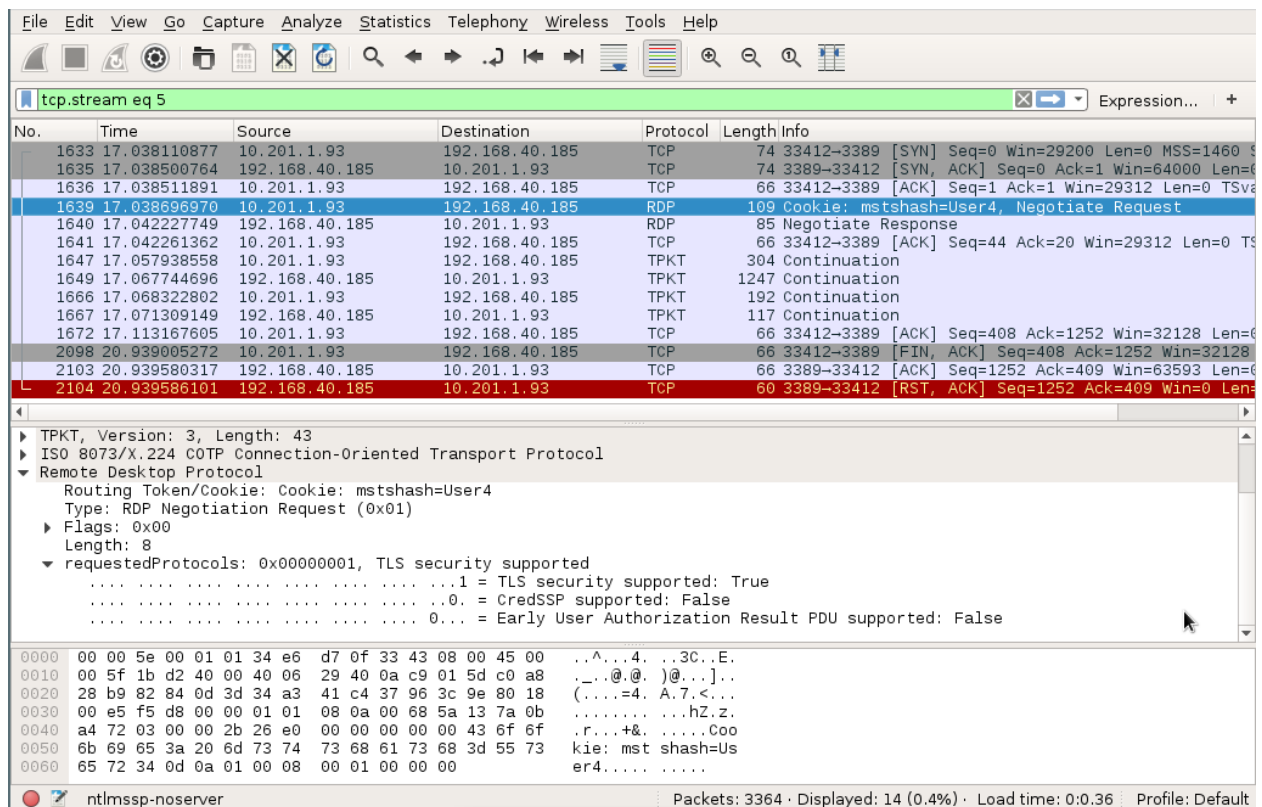 File Edit View Go Capture Analyze Statistics Telephony Wireless Tools Help
tcp.stream eq 5 Expression... +
No. Time Source Destination Protocol Length Info
1633 17.038110877 10.201.1.93 192.168.40.185 TCP 74 33412→3389 [SYN] Seq=0 Win=29200 Len=0 MSS=1460
1635 17.038500764 192.168.40.185 10.201.1.93 TCP 74 3389→33412 [SYN, ACK] Seq=0 Ack=1 Win=64000
1636 17.038511891 10.201.1.93 192.168.40.185 TCP 66 33412→3389 [ACK] Seq=1 Ack=1 Win=29312 Len=0
1639 17.038696970 10.201.1.93 192.168.40.185 RDP 109 Cookie: mstshash=User4, Negotiate Request
1640 17.042227749 192.168.40.185 10.201.1.93 RDP 85 Negotiate Response
1641 17.042261362 10.201.1.93 192.168.40.185 TCP 66 33412→3389 [ACK] Seq=44 Ack=20 Win=29312 Len=0
1647 17.057938558 10.201.1.93 192.168.40.185 TPKT 304 Continuation
1649 17.067744696 192.168.40.185 10.201.1.93 TPKT 1247 Continuation
1666 17.068322802 10.201.1.93 192.168.40.185 TPKT 192 Continuation
1667 17.071309149 192.168.40.185 10.201.1.93 TPKT 117 Continuation
1672 17.113167605 10.201.1.93 192.168.40.185 TCP 66 33412→3389 [ACK] Seq=408 Ack=1252 Win=32128
2098 20.939005272 10.201.1.93 192.168.40.185 TCP 66 33412→3389 [FIN, ACK] Seq=408 Ack=1252 Win=32128
2103 20.939580317 192.168.40.185 10.201.1.93 TCP 66 3389→33412 [ACK] Seq=1252 Ack=409 Win=63593
2104 20.939586101 192.168.40.185 10.201.1.93 TCP 60 3389→33412 [RST, ACK] Seq=1252 Ack=409 Win=0
TPKT, Version: 3, Length: 43
ISO 8073/X.224 COTP Connection-Oriented Transport Protocol
Remote Desktop Protocol
Routing Token/Cookie: Cookie: mstshash=User4
Type: RDP Negotiation Request (0x01)
Flags: 0x00
Length: 8
requestedProtocols: 0x00000001, TLS security supported
.... .... .... .... .... .... .... ...1 = TLS security supported: True
.... .... .... .... .... .... .... ..0. = CredSSP supported: False
.... .... .... .... .... .... .... 0... = Early User Authorization Result PDU supported: False
0000 00 00 5e 00 01 01 34 e6 d7 0f 33 43 08 00 45 00 ..^...4. ..3C..E.
0010 00 5f 1b d2 40 00 40 06 29 40 0a c9 01 5d c0 a8 ._..@.@. )@...]..
0020 28 b9 82 84 0d 3d 34 a3 41 c4 37 96 3c 9e 80 18 (....=4. A.7.<...
0030 00 e5 f5 d8 00 00 01 01 08 0a 00 68 5a 13 7a 0b ........ ...hZ.z.
0040 a4 72 03 00 00 2b 26 e0 00 00 00 00 00 43 6f 6f .r...+&. .....Coo
0050 6b 69 65 3a 20 6d 73 74 73 68 61 73 68 3d 55 73 kie: mst shash=Us
0060 65 72 34 0d 0a 01 00 08 00 01 00 00 00 er4..... .....
ntlmssp-noserver Packets: 3364 · Displayed: 14 (0.4%) · Load time: 0:0.36 Profile: Default